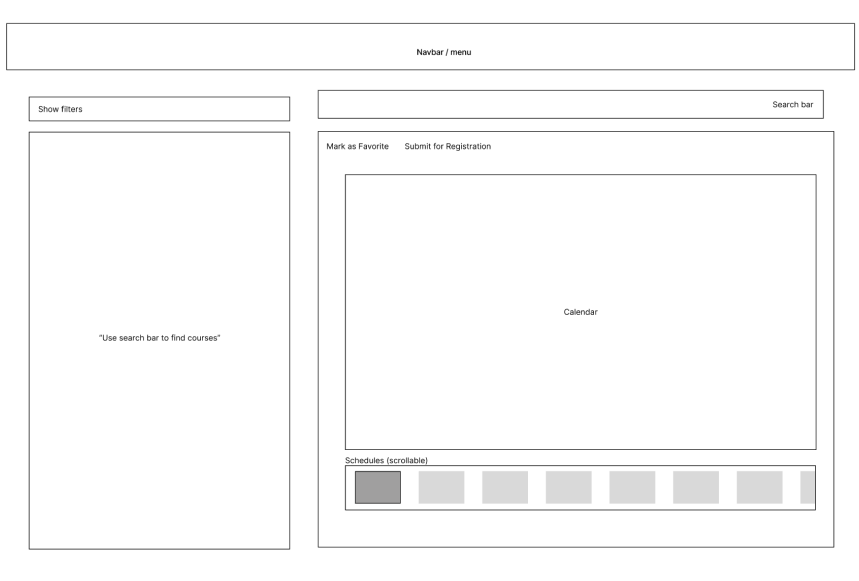 Navbar / menu
Show filters
Search bar
Mark as Favorite
Submit for Registration
Calendar
"Use search bar to find courses"
Schedules (scrollable)